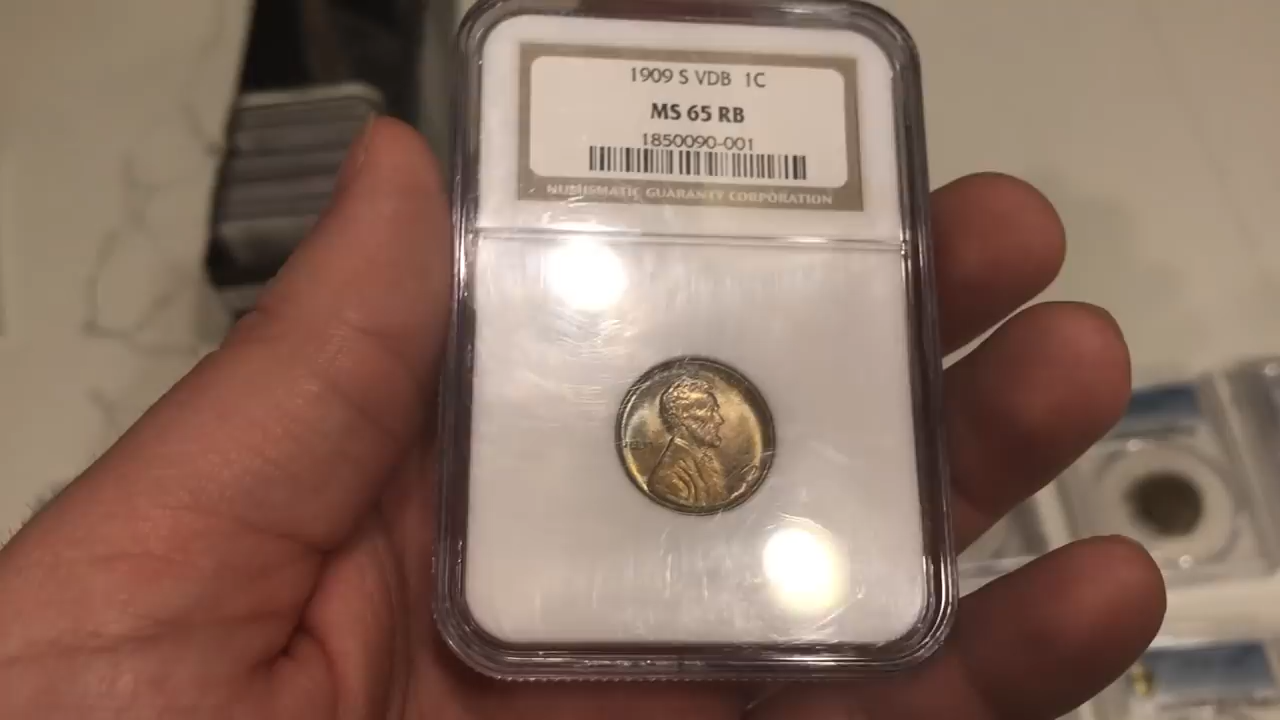 1909 S VDB 1C
MS 65 RB
1850090-001
NUMISMATIC GUARANTY CORPORATION